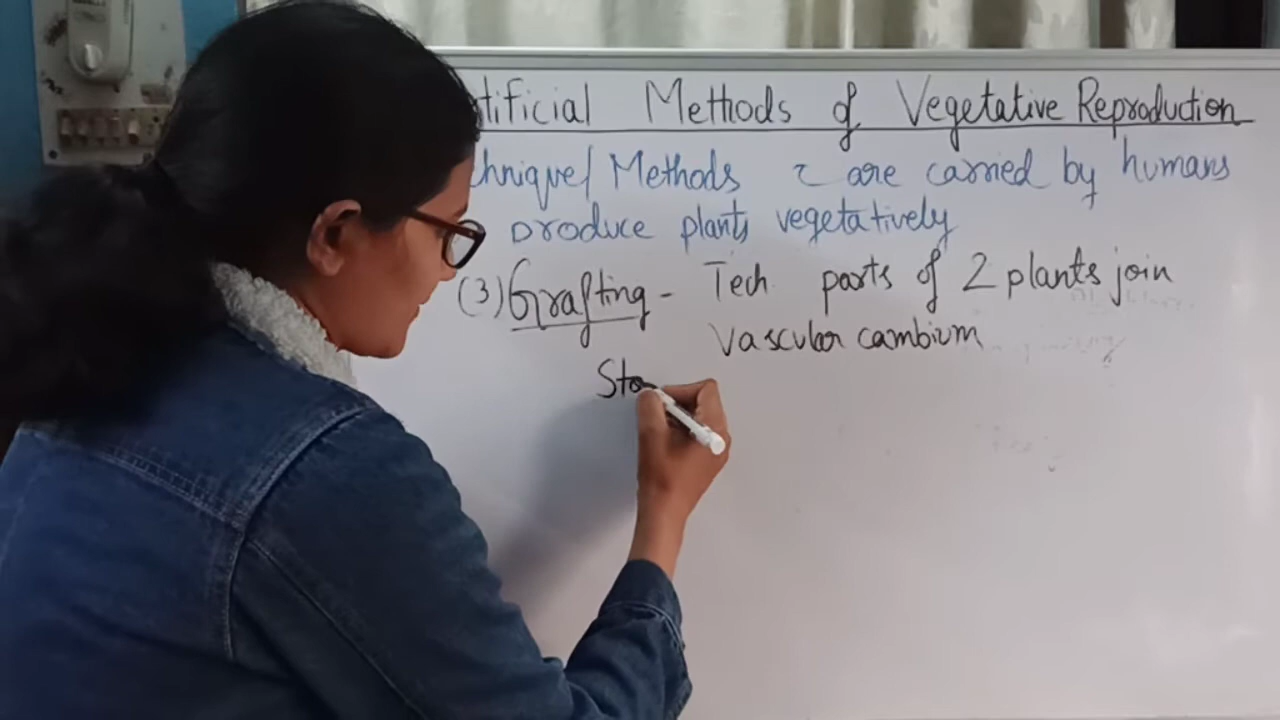 tificial Methods of Vegetative Reproduction
chnique/Methods are carried by humans
produce plants vegetatively
(3) Grafting - Tech parts of 2 plants join
Vascular cambium
Sto